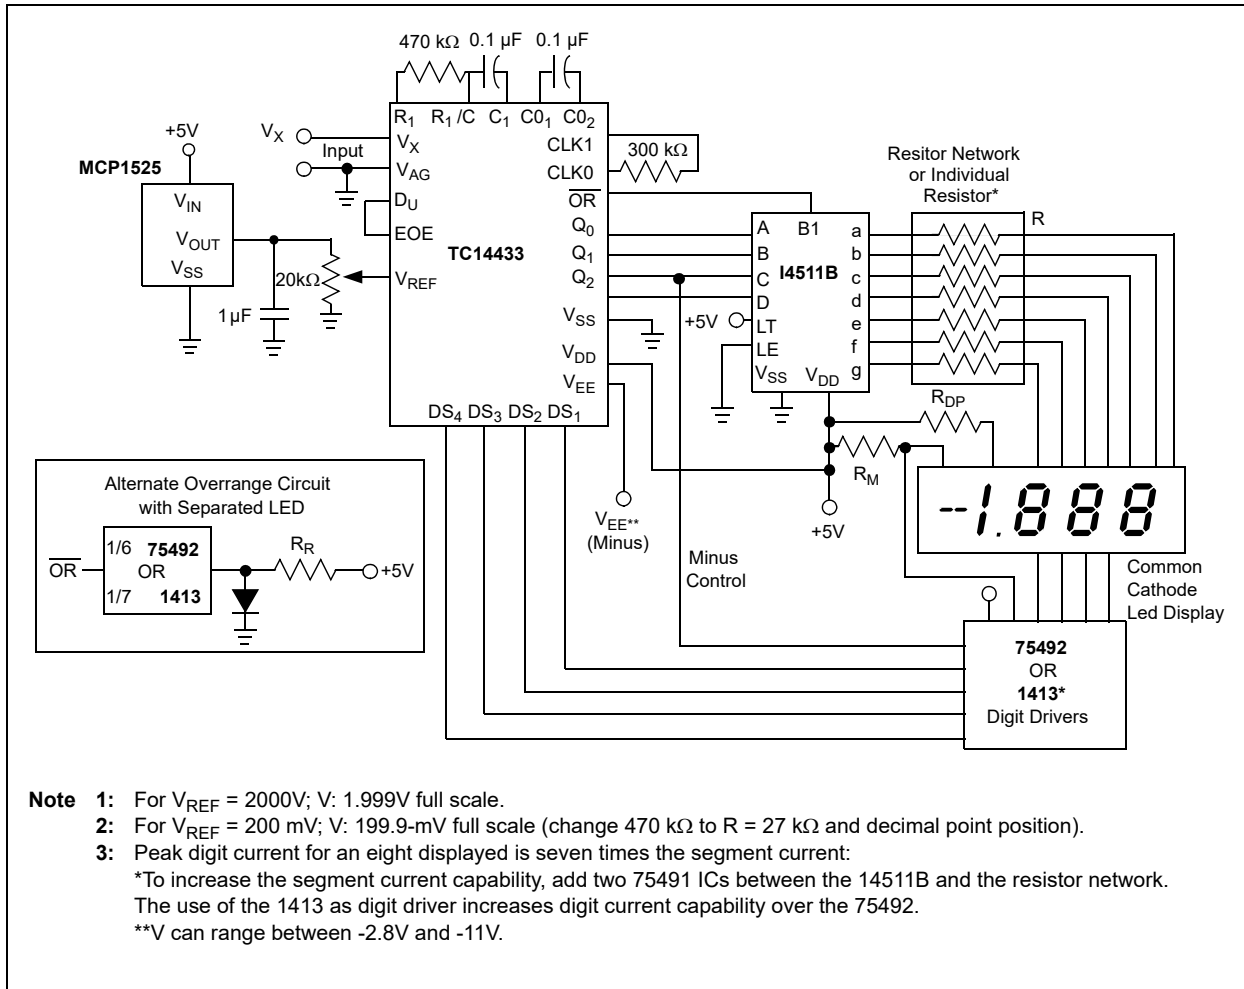 470 kΩ 0.1 µF 0.1 µF
R1 R1 /C C1 C01 C02
VX
Input
+5V
MCP1525
VIN
VOUT
VSS
20kΩ
1µF
VX
VAG
DU
EOE
VREF
TC14433
CLK1
CLK0
300 kΩ
OR
Q0
Q1
Q2
VSS
VDD
VEE
DS4 DS3 DS2 DS1
Resitor Network
or Individual
Resistor*
R
A B1 a
B b
C I4511B c
D d
+5V LT e
LE f
VSS VDD g
RDP
RM
+5V
VEE**
(Minus)
Minus
Control
-1.888
Common
Cathode
Led Display
75492
OR
1413*
Digit Drivers
Alternate Overrange Circuit
with Separated LED
OR
1/6 75492
OR
1/7 1413
RR
+5V
Note 1: For VREF = 2000V; V: 1.999V full scale.
2: For VREF = 200 mV; V: 199.9-mV full scale (change 470 kΩ to R = 27 kΩ and decimal point position).
3: Peak digit current for an eight displayed is seven times the segment current:
*To increase the segment current capability, add two 75491 ICs between the 14511B and the resistor network.
The use of the 1413 as digit driver increases digit current capability over the 75492.
**V can range between -2.8V and -11V.